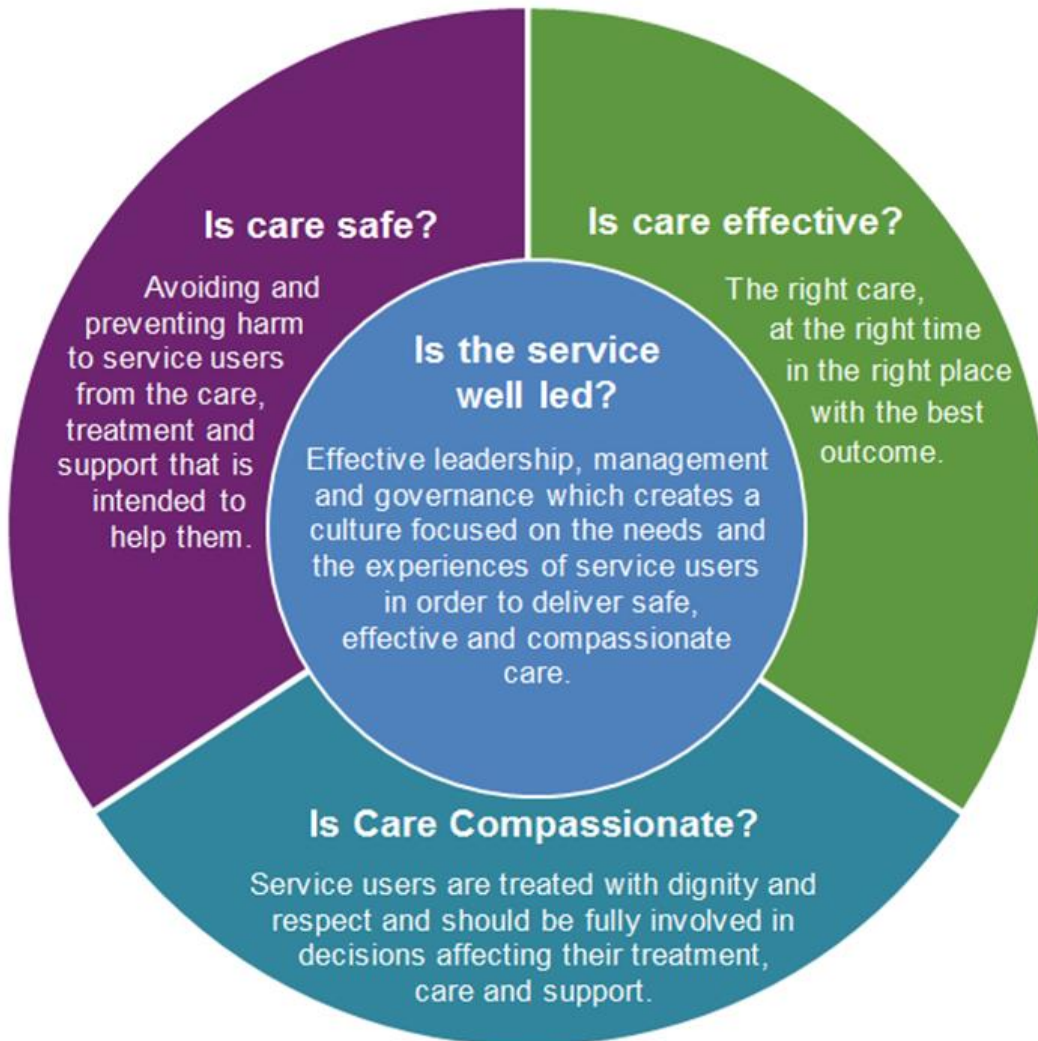 Is care safe?
Avoiding and
preventing harm
to service users
from the care,
treatment and
support that is
intended to
help them.
Is care effective?
The right care,
at the right time
in the right place
with the best
outcome.
Is the service
well led?
Effective leadership, management
and governance which creates a
culture focused on the needs and
the experiences of service users
in order to deliver safe,
effective and compassionate
care.
Is Care Compassionate?
Service users are treated with dignity and
respect and should be fully involved in
decisions affecting their treatment,
care and support.